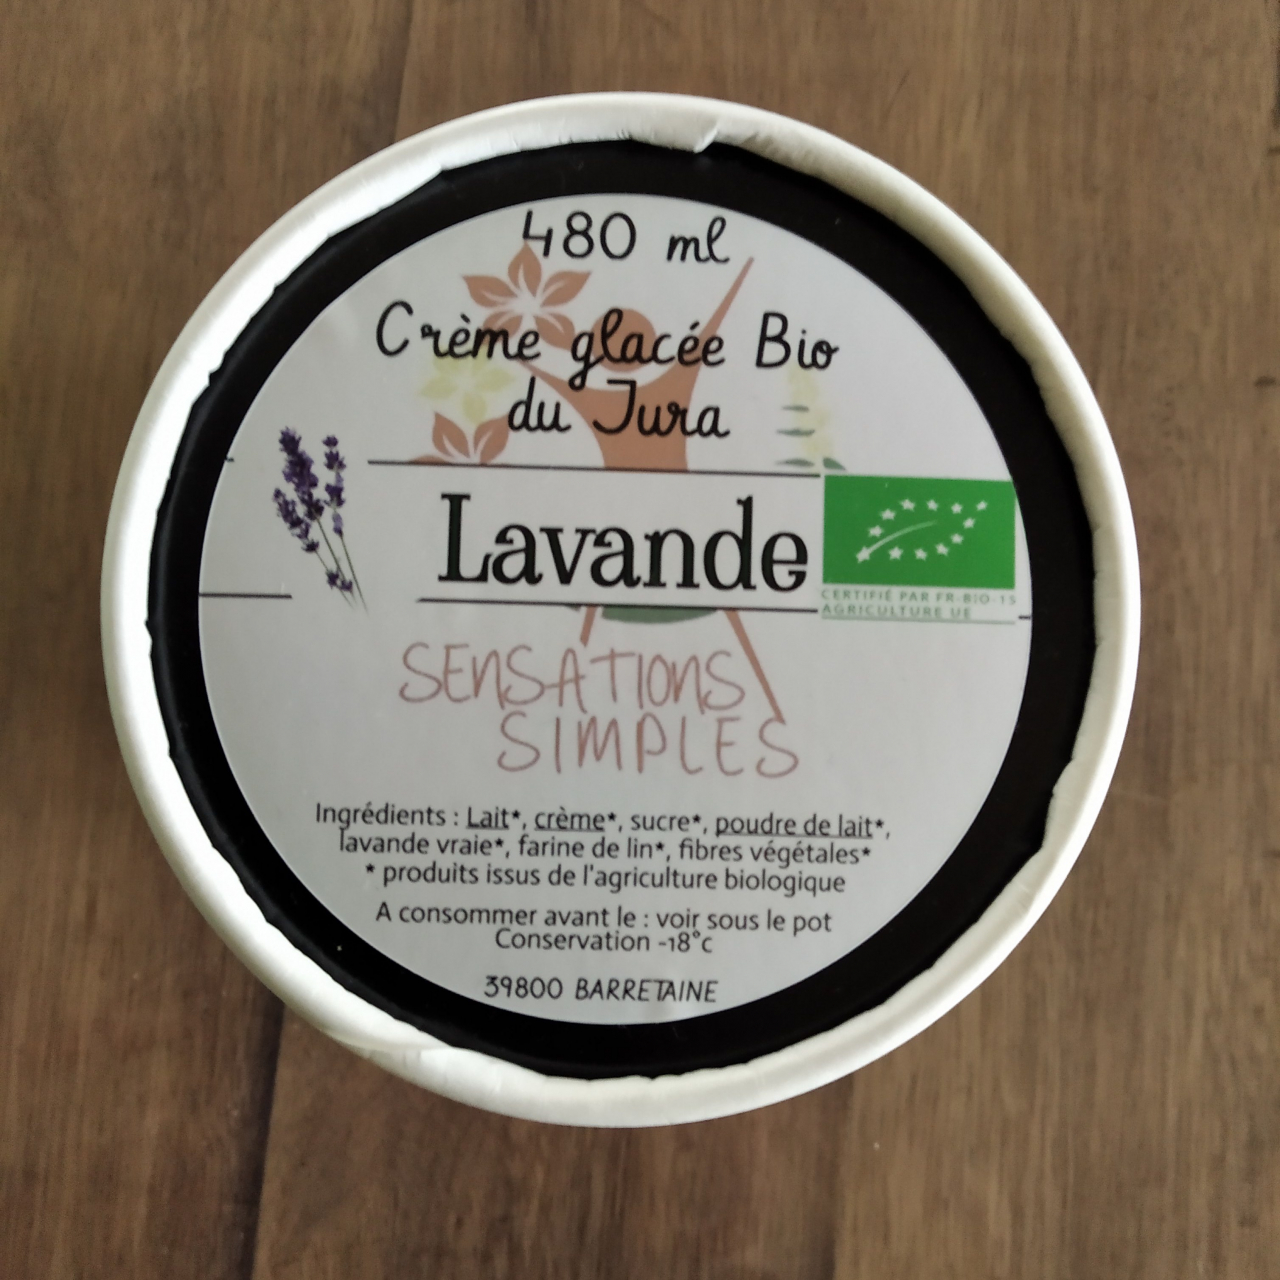 480 ml
Crème glacée Bio
du Jura
Lavande
CERTIFIÉ PAR FR-BIO-15
AGRICULTURE UE
SENSATIONS
SIMPLES
Ingrédients : Lait*, crème*, sucre*, poudre de lait*,
lavande vraie*, farine de lin*, fibres végétales*
* produits issus de l'agriculture biologique
A consommer avant le : voir sous le pot
Conservation -18°c
39800 BARRETAINE